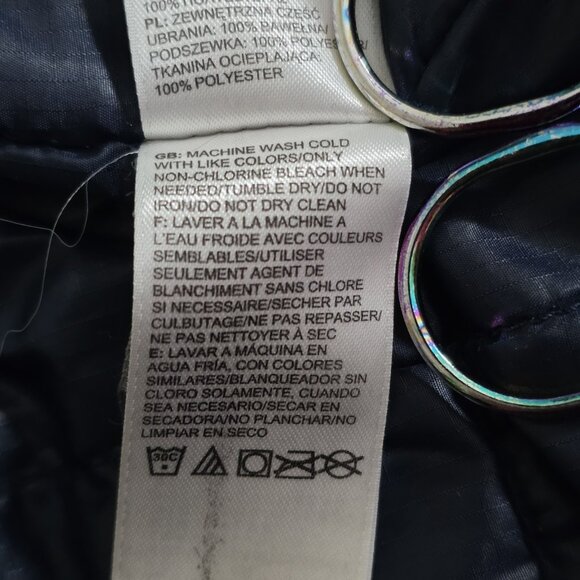 PL: ZEWNĘTRZNA CZĘŚĆ
UBRANIA: 100% BAWEŁNA/
PODSZEWKA: 100% POLYESTER/
TKANINA OCIEPLAJĄCA:
100% POLYESTER
GB: MACHINE WASH COLD
WITH LIKE COLORS/ONLY
NON-CHLORINE BLEACH WHEN
NEEDED/TUMBLE DRY/DO NOT
IRON/DO NOT DRY CLEAN
F: LAVER A LA MACHINE A
L'EAU FROIDE AVEC COULEURS
SEMBLABLES/UTILISER
SEULEMENT AGENT DE
BLANCHIMENT SANS CHLORE
SI NECESSAIRE/SECHER PAR
CULBUTAGE/NE PAS REPASSER/
NE PAS NETTOYER À SEC
E: LAVAR A MÁQUINA EN
AGUA FRÍA, CON COLORES
SIMILARES/BLANQUEADOR SIN
CLORO SOLAMENTE, CUANDO
SEA NECESARIO/SECAR EN
SECADORA/NO PLANCHAR/NO
LIMPIAR EN SECO
30C